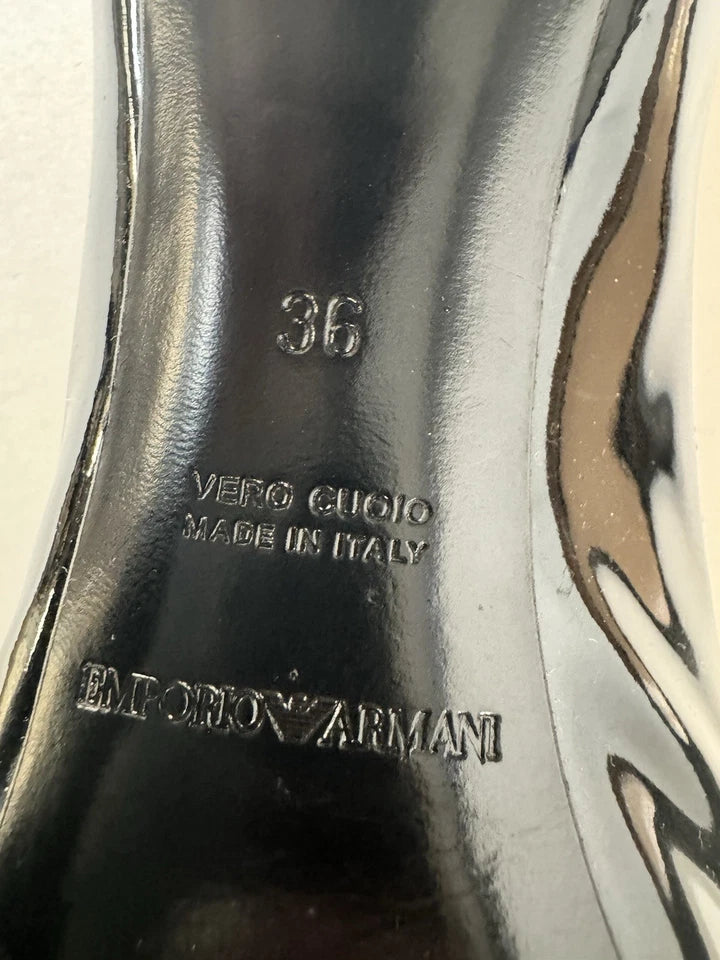 36
VERO CUOIO
MADE IN ITALY
EMPORIO ARMANI